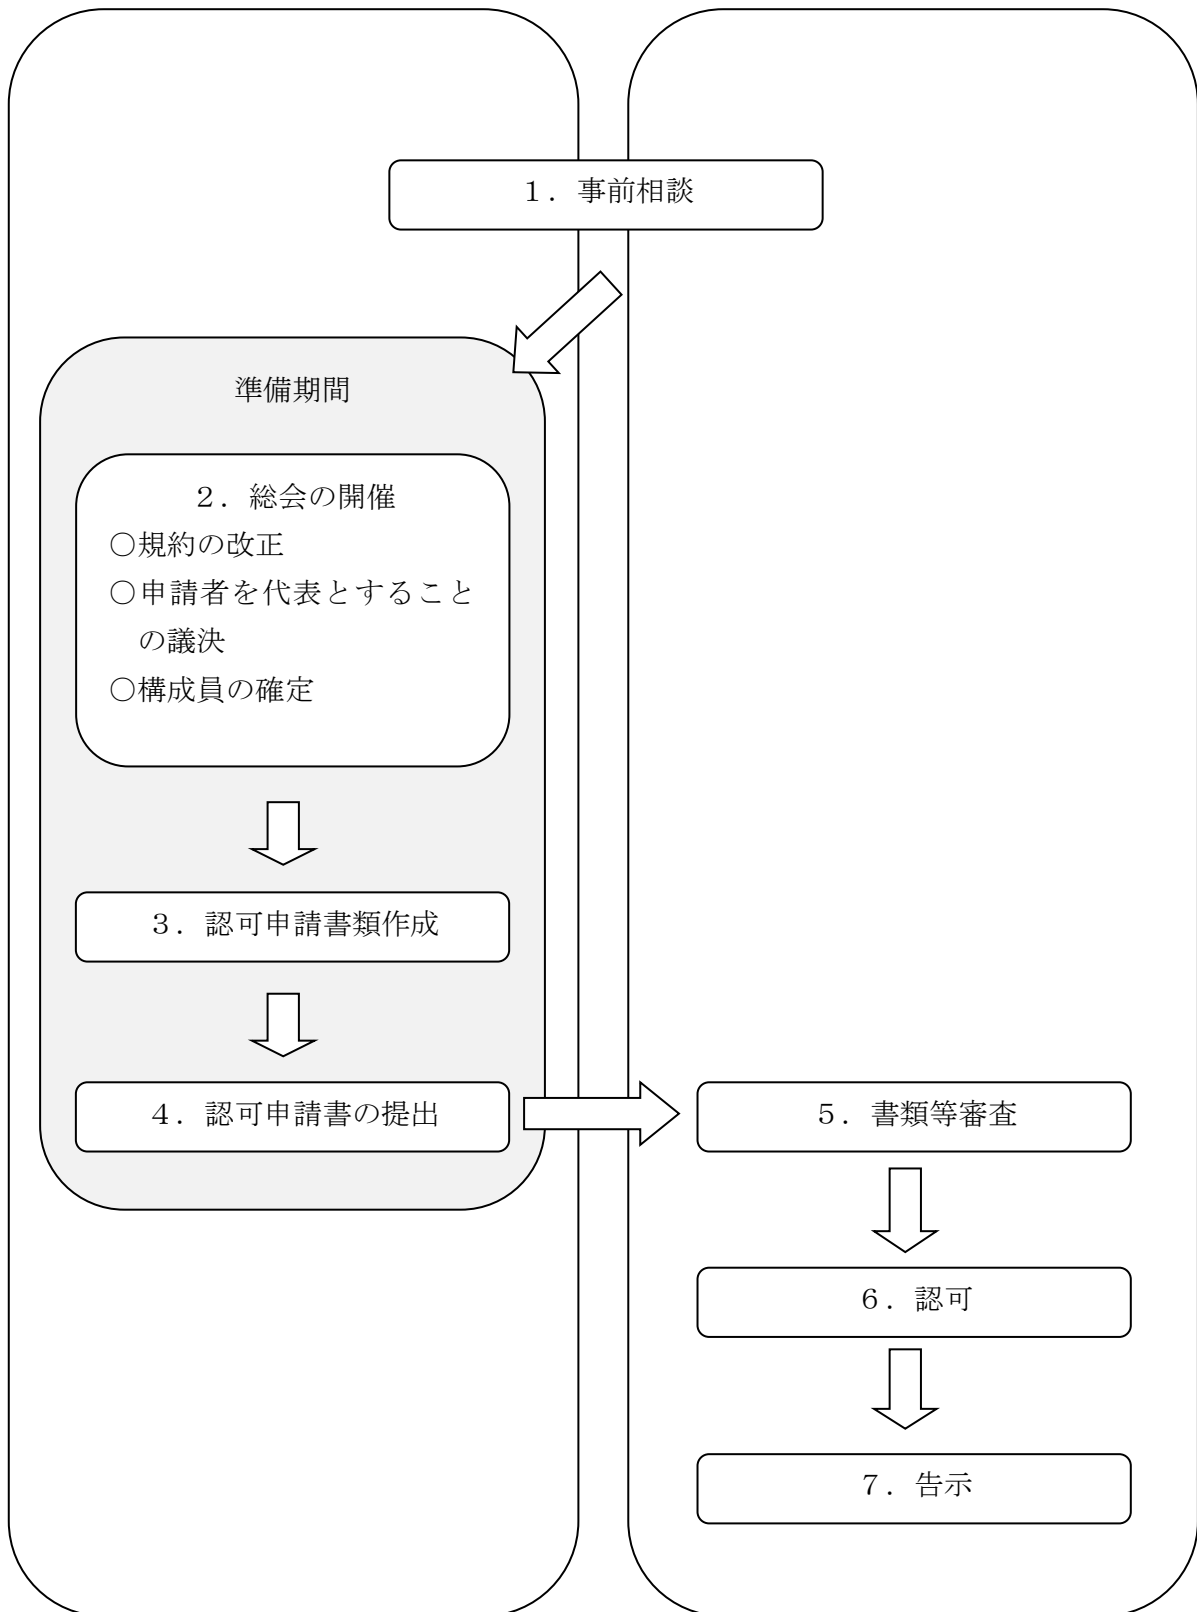 １．事前相談
準備期間
２．総会の開催
○規約の改正
○申請者を代表とすること
の議決
○構成員の確定
３．認可申請書類作成
４．認可申請書の提出
５．書類等審査
６．認可
７．告示